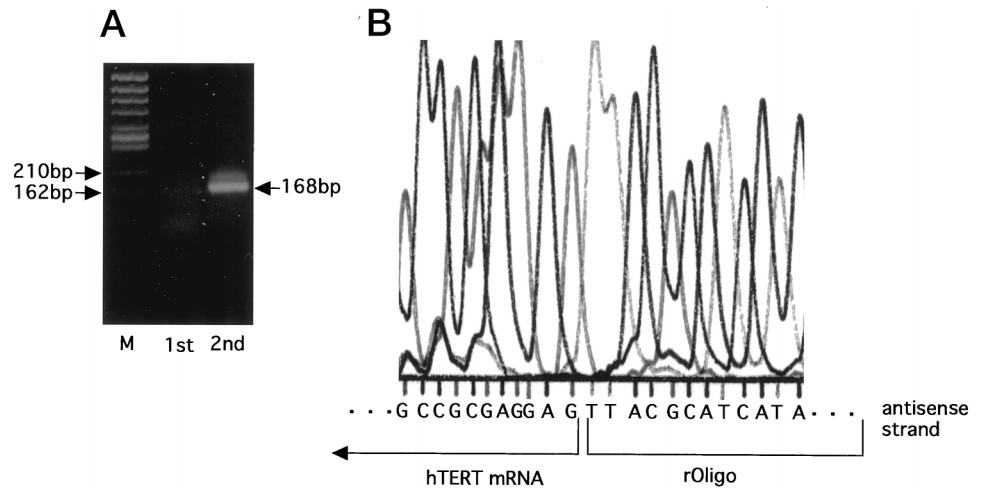 A
B
210bp
162bp
168bp
M 1st 2nd
. . . G C C G C G A G G A G T T A C G C A T C A T A . . .
antisense
strand
hTERT mRNA
rOligo